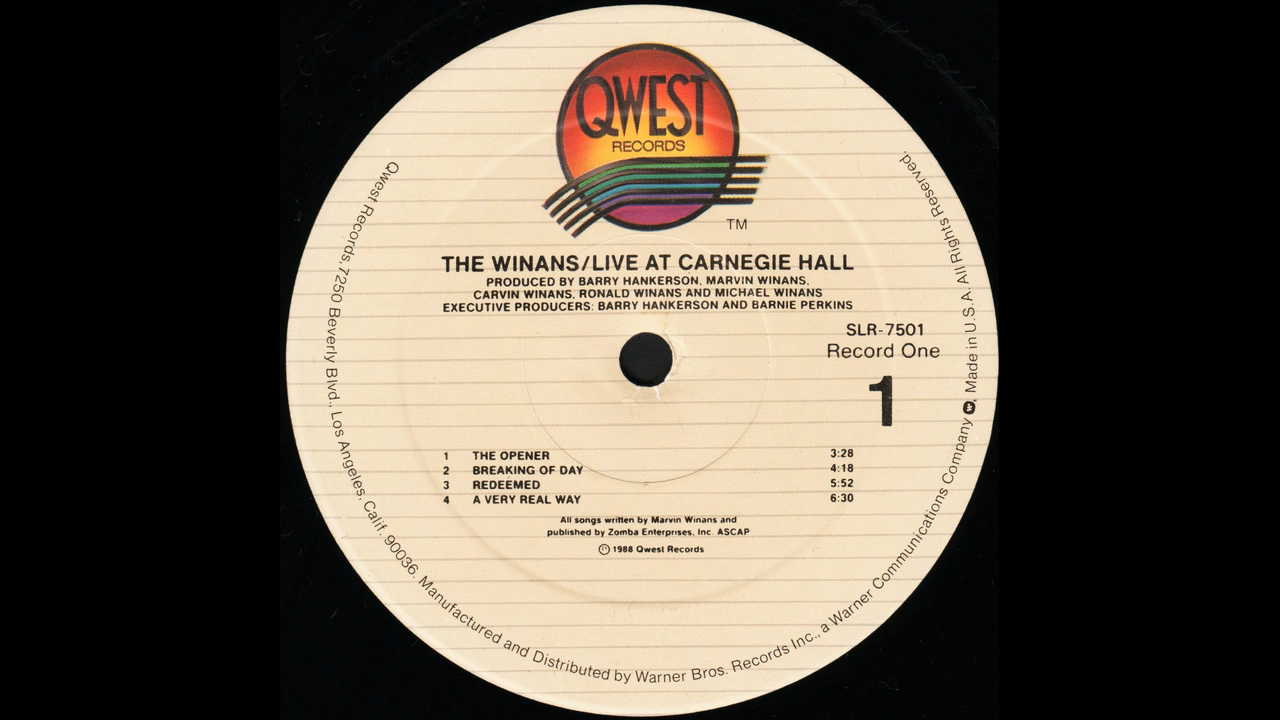 QWEST
RECORDS
TM
THE WINANS/LIVE AT CARNEGIE HALL
PRODUCED BY BARRY HANKERSON, MARVIN WINANS,
CARVIN WINANS, RONALD WINANS AND MICHAEL WINANS
EXECUTIVE PRODUCERS: BARRY HANKERSON AND BARNIE PERKINS
SLR-7501
Record One
1
1 THE OPENER 3:28
2 BREAKING OF DAY 4:18
3 REDEEMED 5:52
4 A VERY REAL WAY 6:30
All songs written by Marvin Winans and
published by Zomba Enterprises, Inc. ASCAP
Ⓟ 1988 Qwest Records
Qwest Records, 7250 Beverly Blvd., Los Angeles, Calif. 90036. Manufactured and Distributed by Warner Bros. Records Inc., a Warner Communications Company W, Made in U.S.A. All Rights Reserved.